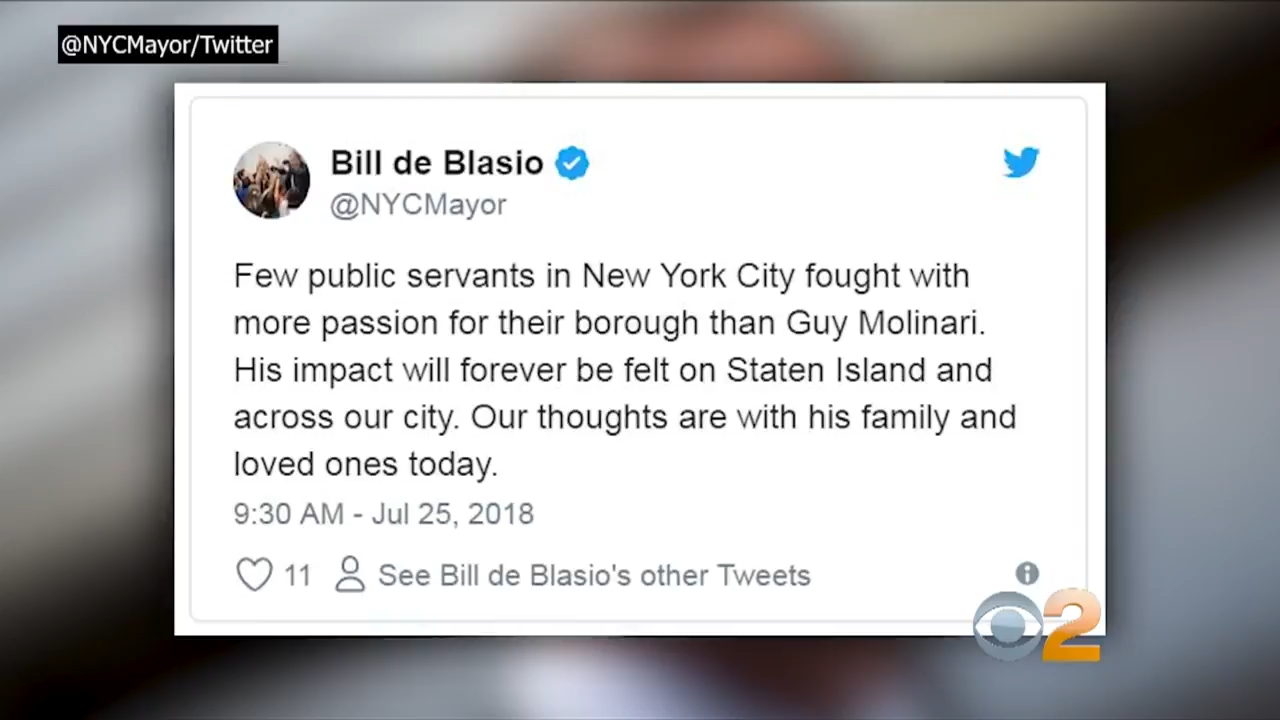 @NYCMayor/Twitter
Bill de Blasio
@NYCMayor
Few public servants in New York City fought with
more passion for their borough than Guy Molinari.
His impact will forever be felt on Staten Island and
across our city. Our thoughts are with his family and
loved ones today.
9:30 AM - Jul 25, 2018
11 See Bill de Blasio's other Tweets
2